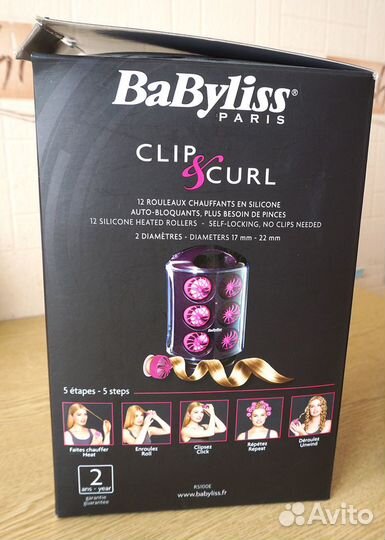 BaByliss®
PARIS
CLIP
& CURL
12 ROULEAUX CHAUFFANTS EN SILICONE
AUTO-BLOQUANTS, PLUS BESOIN DE PINCES
12 SILICONE HEATED ROLLERS - SELF-LOCKING, NO CLIPS NEEDED
2 DIAMÈTRES - DIAMETERS 17 mm - 22 mm
BaByliss
5 étapes - 5 steps
Faites chauffer
Heat
Enroulez
Roll
Clipsez
Click
Répétez
Repeat
Déroulez
Unwind
2
ans - year
garantie
guarantee
RS100E
www.babyliss.fr
Avito